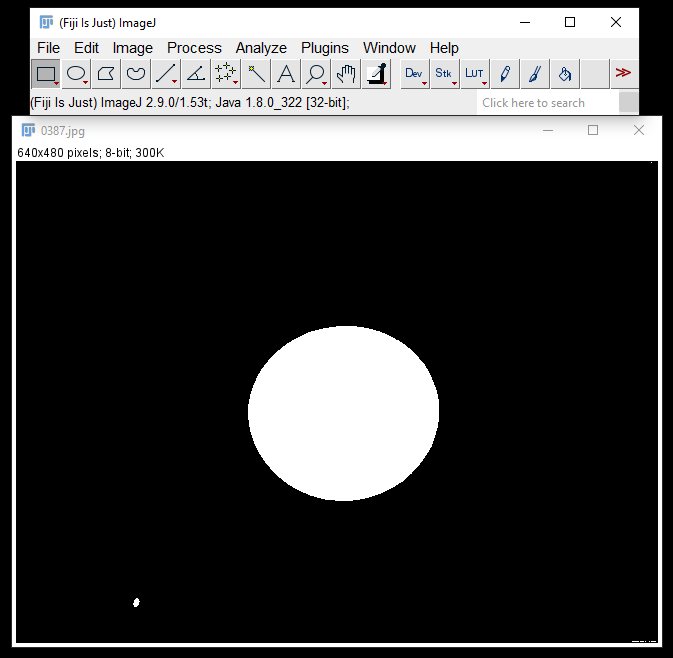 (Fiji Is Just) ImageJ
File Edit Image Process Analyze Plugins Window Help
Dev Stk LUT >>
(Fiji Is Just) ImageJ 2.9.0/1.53t; Java 1.8.0_322 [32-bit];
Click here to search
0387.jpg
640x480 pixels; 8-bit; 300K